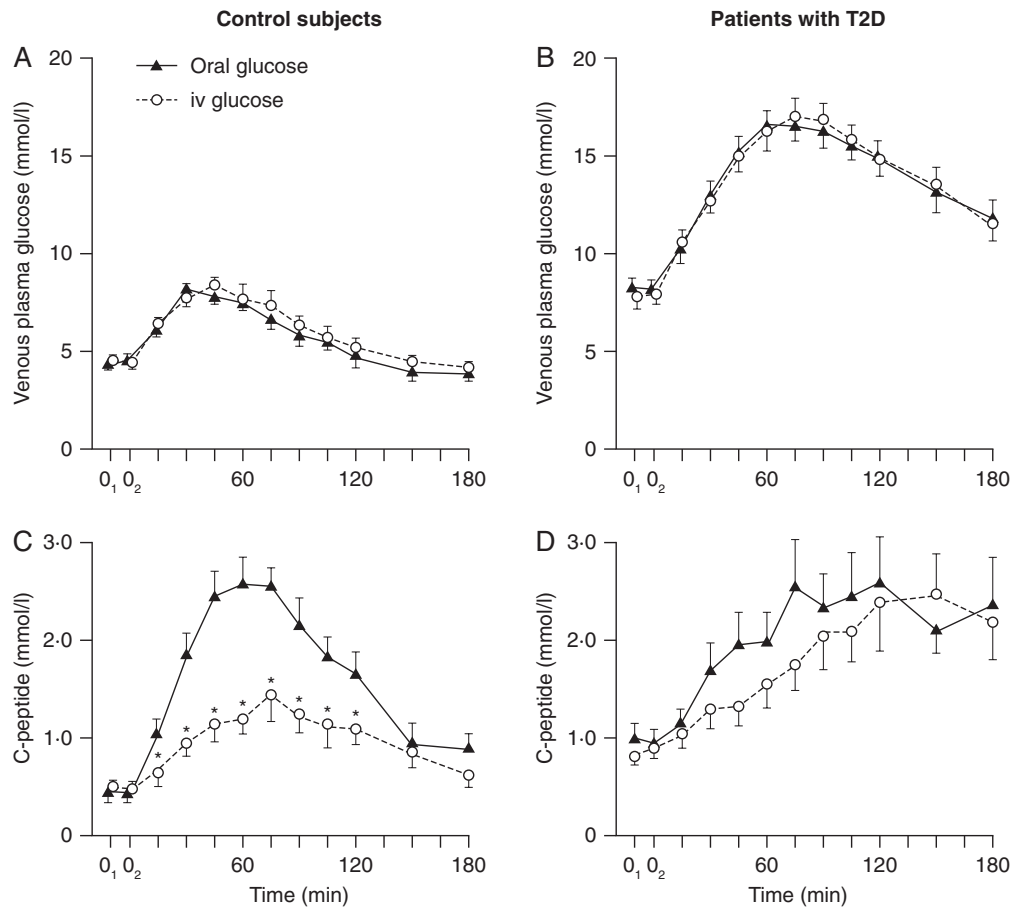 Control subjects
Patients with T2D
A
Oral glucose
iv glucose
Venous plasma glucose (mmol/l)
20
15
10
5
0
0₁ 0₂ 60 120 180
B
Venous plasma glucose (mmol/l)
20
15
10
5
0
0₁ 0₂ 60 120 180
C
C-peptide (mmol/l)
3·0
2·0
1·0
0
* * * * * * * *
0₁ 0₂ 60 120 180
Time (min)
D
C-peptide (mmol/l)
3·0
2·0
1·0
0
0₁ 0₂ 60 120 180
Time (min)